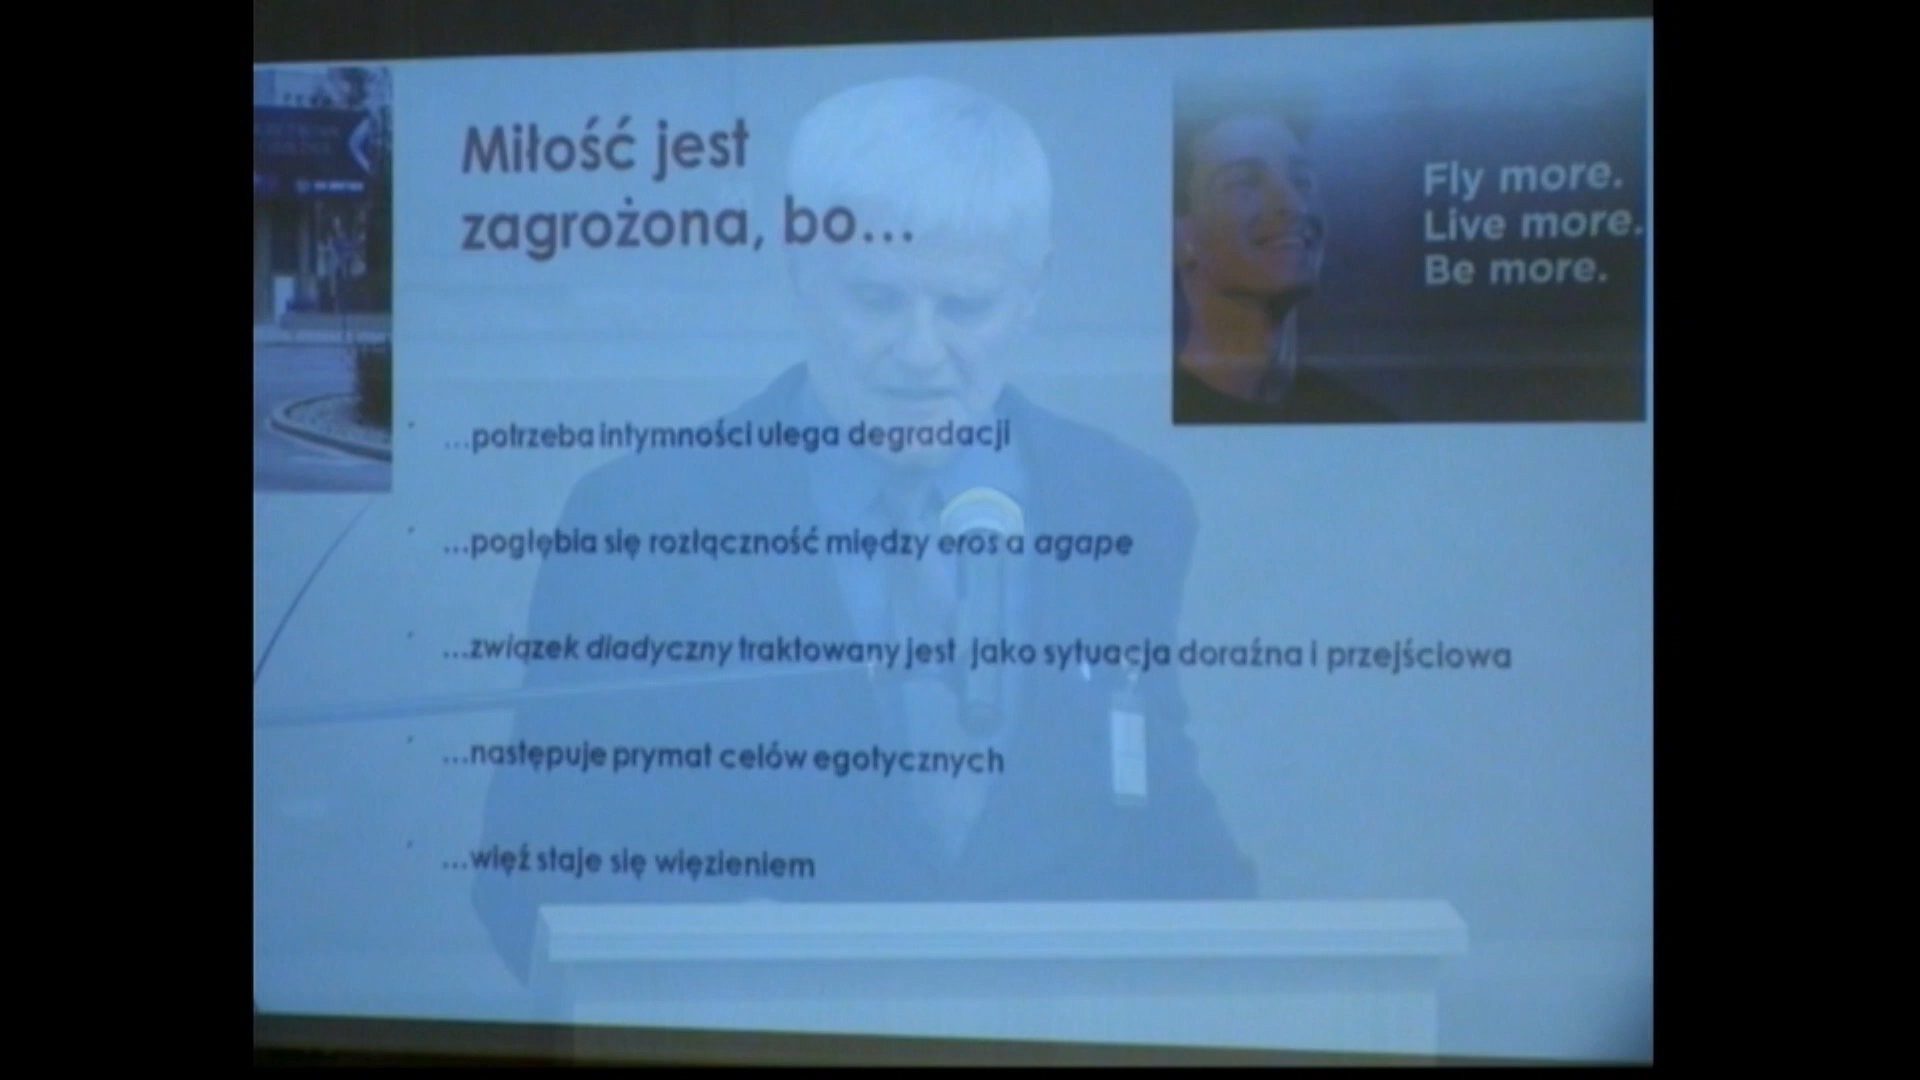 Miłość jest
zagrożona, bo...
Fly more.
Live more.
Be more.
...potrzeba intymności ulega degradacji
...pogłębia się rozłączność między eros a agape
...związek diadyczny traktowany jest jako sytuacja doraźna i przejściowa
...następuje prymat celów egotycznych
...więź staje się więzieniem